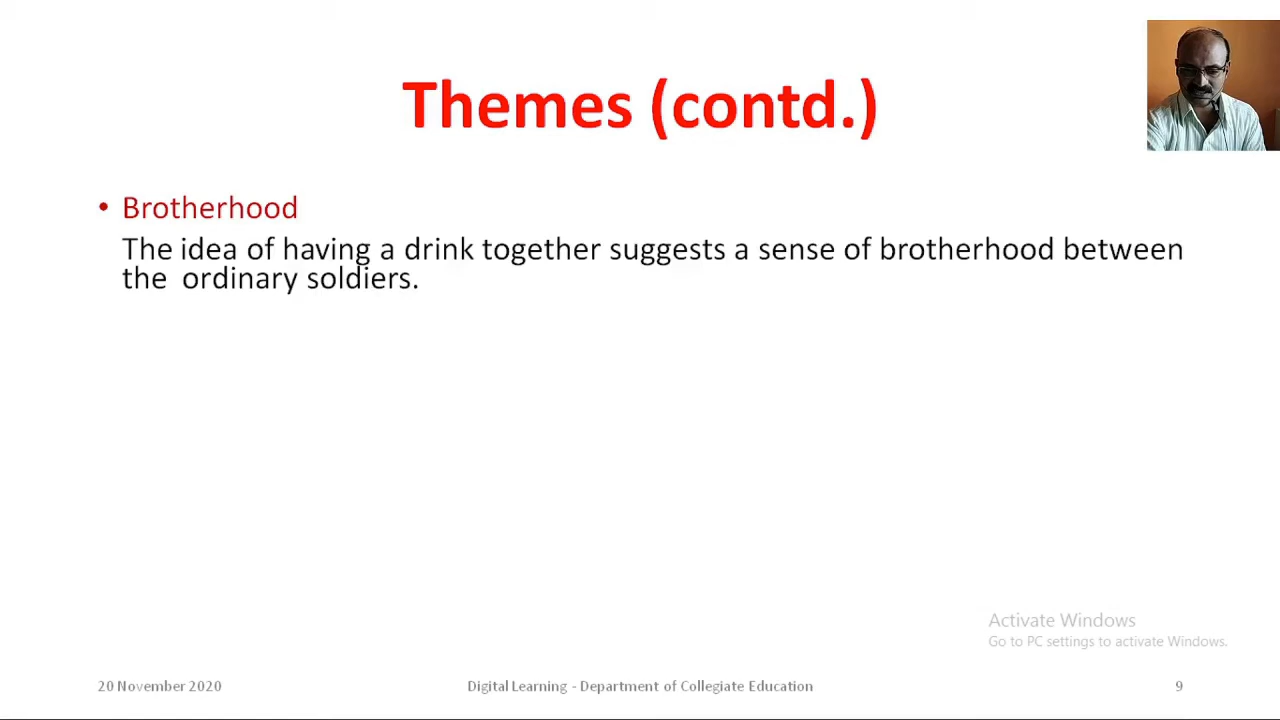 Themes (contd.)
• Brotherhood
The idea of having a drink together suggests a sense of brotherhood between
the ordinary soldiers.
Activate Windows
Go to PC settings to activate Windows.
20 November 2020
Digital Learning - Department of Collegiate Education
9